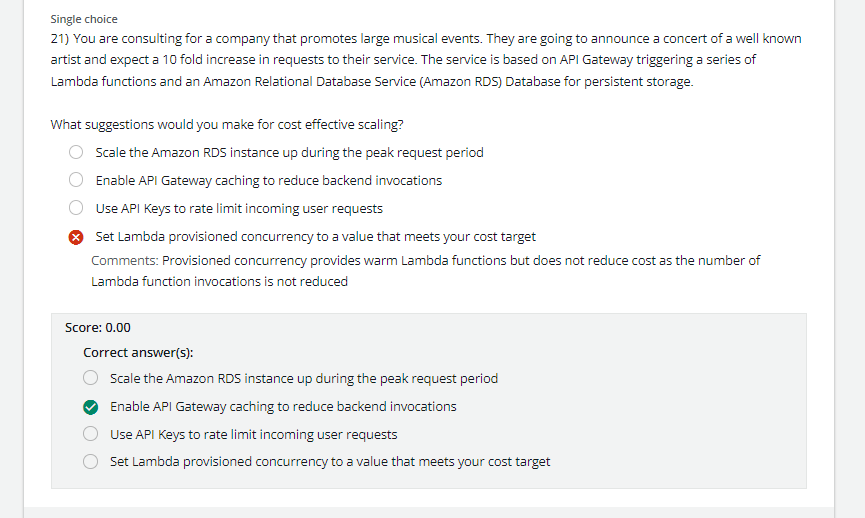 Single choice
21) You are consulting for a company that promotes large musical events. They are going to announce a concert of a well known
artist and expect a 10 fold increase in requests to their service. The service is based on API Gateway triggering a series of
Lambda functions and an Amazon Relational Database Service (Amazon RDS) Database for persistent storage.
What suggestions would you make for cost effective scaling?
Scale the Amazon RDS instance up during the peak request period
Enable API Gateway caching to reduce backend invocations
Use API Keys to rate limit incoming user requests
Set Lambda provisioned concurrency to a value that meets your cost target
Comments: Provisioned concurrency provides warm Lambda functions but does not reduce cost as the number of
Lambda function invocations is not reduced
Score: 0.00
Correct answer(s):
Scale the Amazon RDS instance up during the peak request period
Enable API Gateway caching to reduce backend invocations
Use API Keys to rate limit incoming user requests
Set Lambda provisioned concurrency to a value that meets your cost target